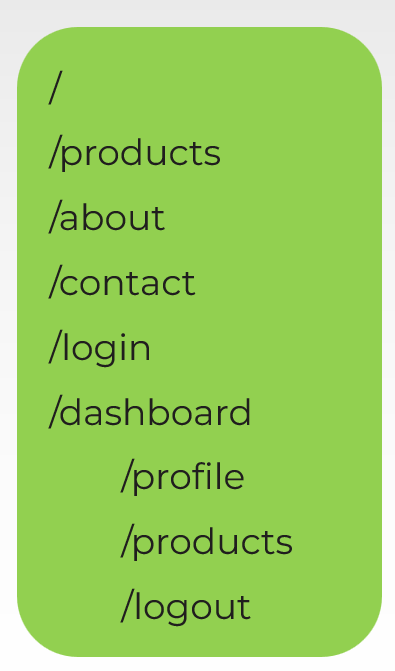 /
/products
/about
/contact
/login
/dashboard
/profile
/products
/logout